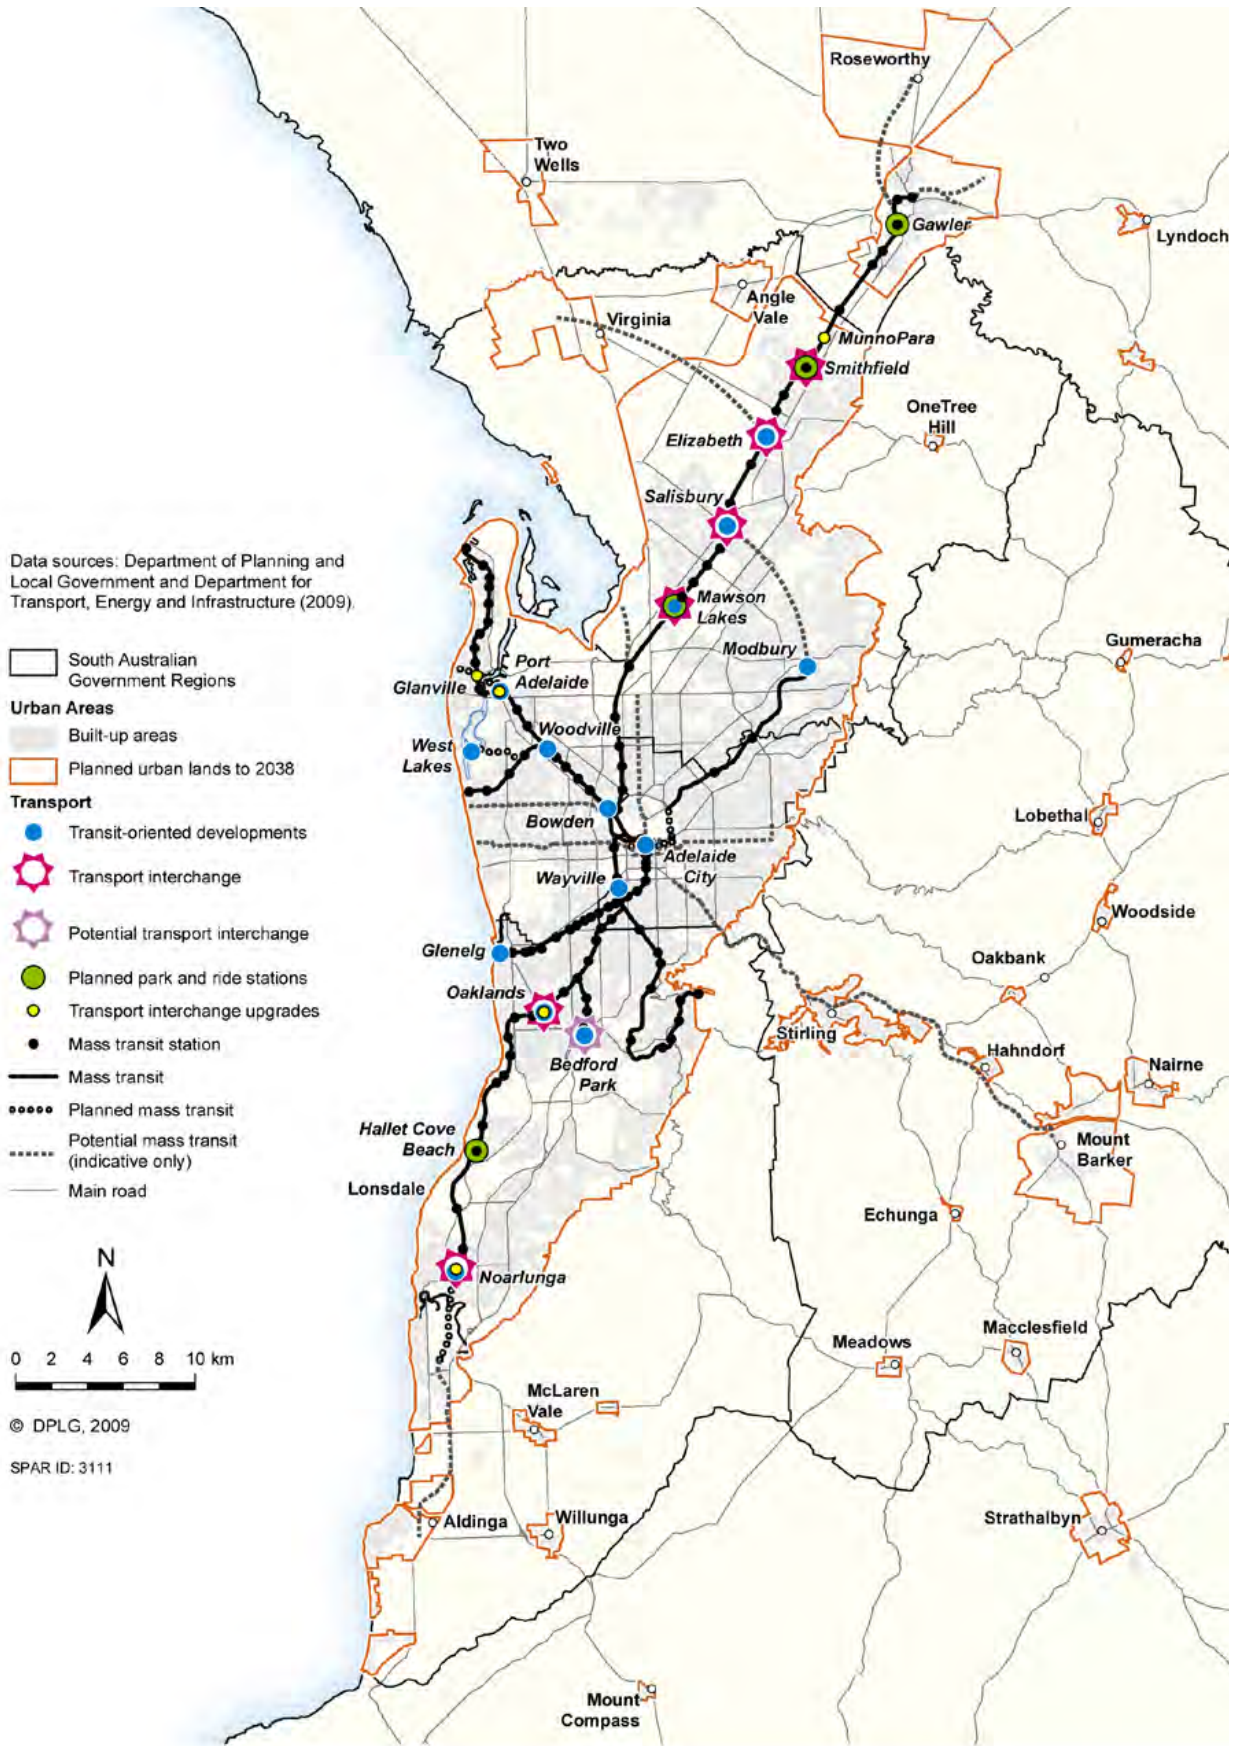 Roseworthy
Two
Wells
Gawler
Lyndoch
Angle
Vale
Virginia
MunnoPara
Smithfield
OneTree
Hill
Elizabeth
Salisbury
Data sources: Department of Planning and
Local Government and Department for
Transport, Energy and Infrastructure (2009).
Mawson
Lakes
Modbury
Gumeracha
South Australian
Government Regions
Port
Adelaide
Glanville
Urban Areas
Built-up areas
Planned urban lands to 2038
Woodville
West
Lakes
Transport
Transit-oriented developments
Transport interchange
Potential transport interchange
Planned park and ride stations
Transport interchange upgrades
Mass transit station
Mass transit
Planned mass transit
Potential mass transit
(indicative only)
Main road
Bowden
Lobethal
Adelaide
City
Wayville
Woodside
Glenelg
Oakbank
Oaklands
Stirling
Hahndorf
Nairne
Bedford
Park
Hallet Cove
Beach
Mount
Barker
Lonsdale
Echunga
N
Noarlunga
0 2 4 6 8 10 km
Meadows
Macclesfield
McLaren
Vale
© DPLG, 2009
SPAR ID: 3111
Aldinga
Willunga
Strathalbyn
Mount
Compass